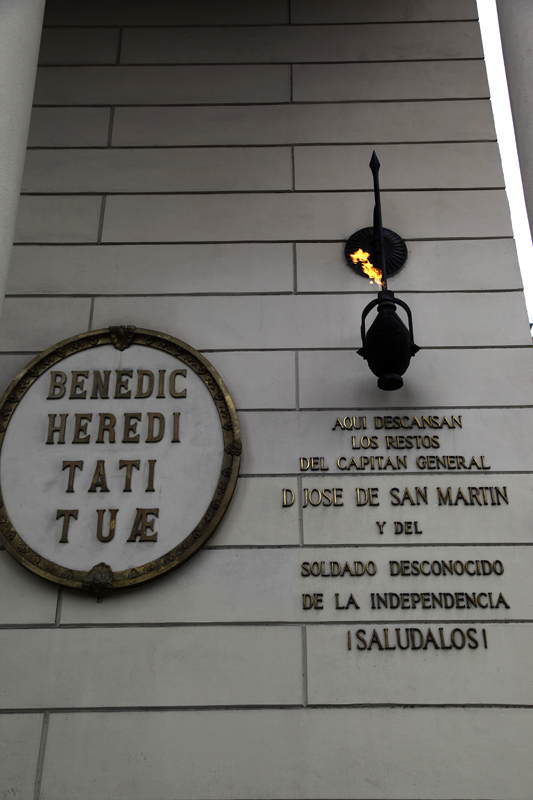 BENEDIC
HEREDI
TATI
TUÆ
AQUI DESCANSAN
LOS RESTOS
DEL CAPITAN GENERAL
D JOSE DE SAN MARTIN
Y DEL
SOLDADO DESCONOCIDO
DE LA INDEPENDENCIA
¡SALUDALOS!